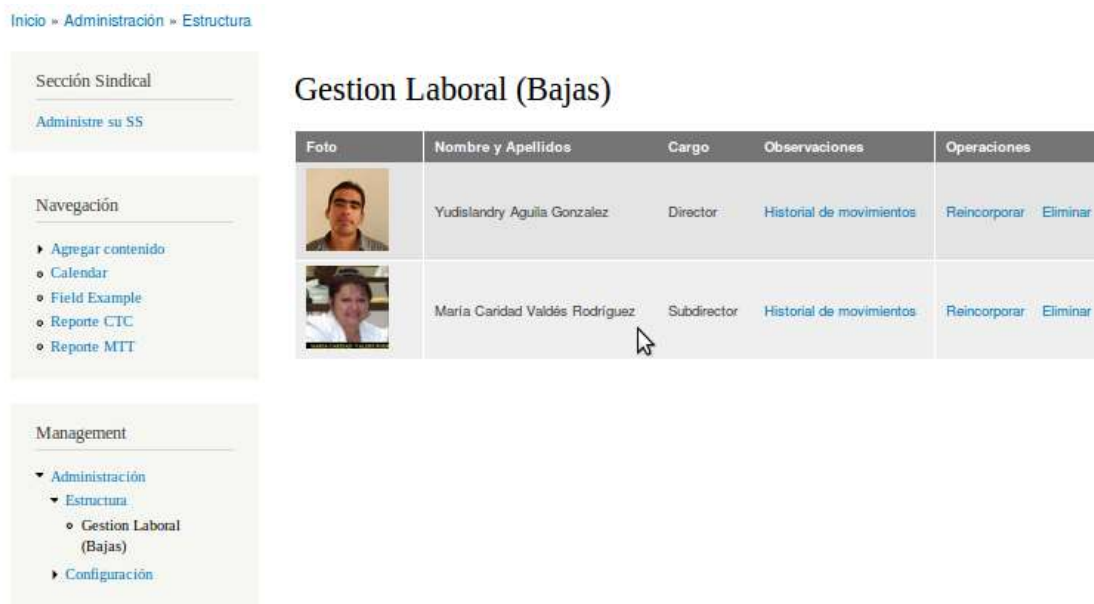 Inicio » Administración » Estructura
Sección Sindical
Administre su SS
Navegación
Agregar contenido
Calendar
Field Example
Reporte CTC
Reporte MTT
Management
Administración
Estructura
Gestion Laboral
(Bajas)
Configuración
Gestion Laboral (Bajas)
Foto Nombre y Apellidos Cargo Observaciones Operaciones
Yudislandry Aguila Gonzalez Director Historial de movimientos Reincorporar Eliminar
María Caridad Valdés Rodríguez Subdirector Historial de movimientos Reincorporar Eliminar